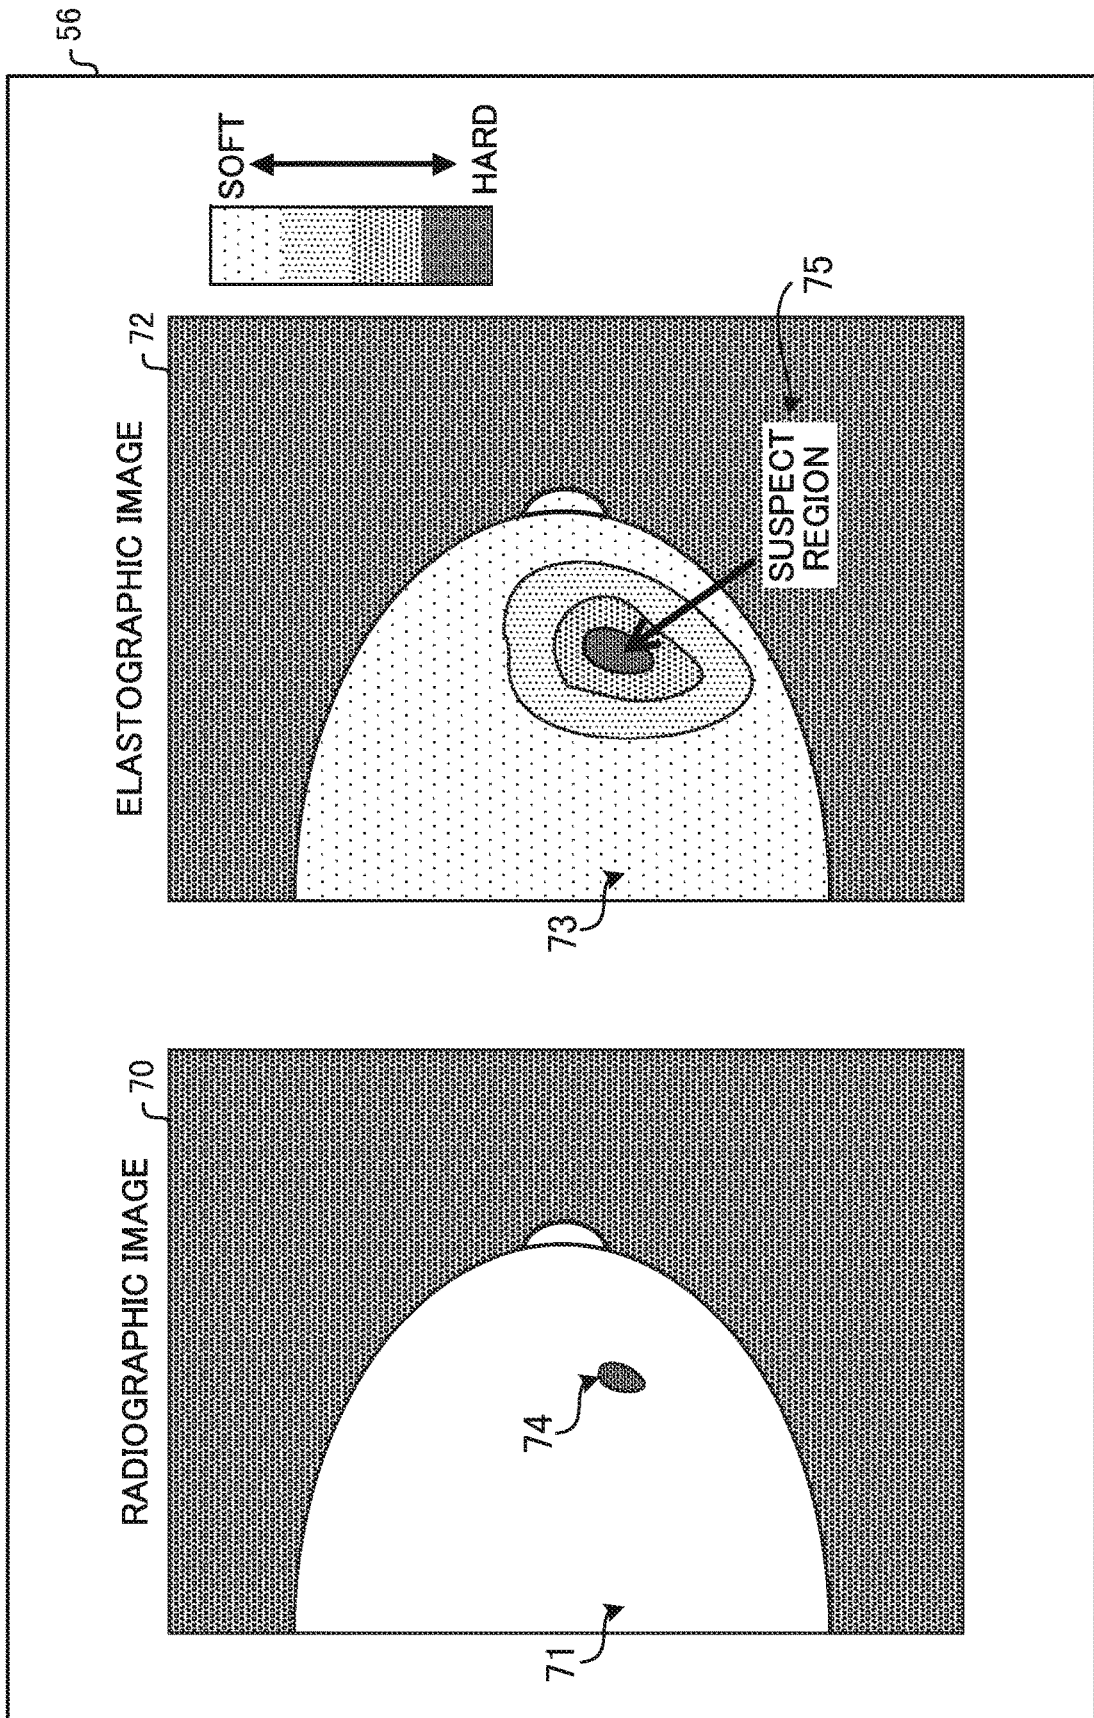 56
RADIOGRAPHIC IMAGE
70
ELASTOGRAPHIC IMAGE
72
SOFT
HARD
74
71
73
SUSPECT
REGION
75